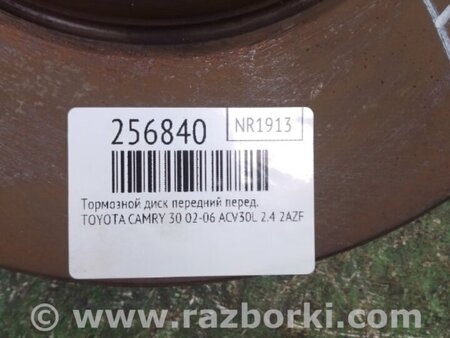 256840
NR1913
Тормозной диск передний перед.
TOYOTA CAMRY 30 02-06 ACV30L 2.4 2AZF
© www.razborki.com